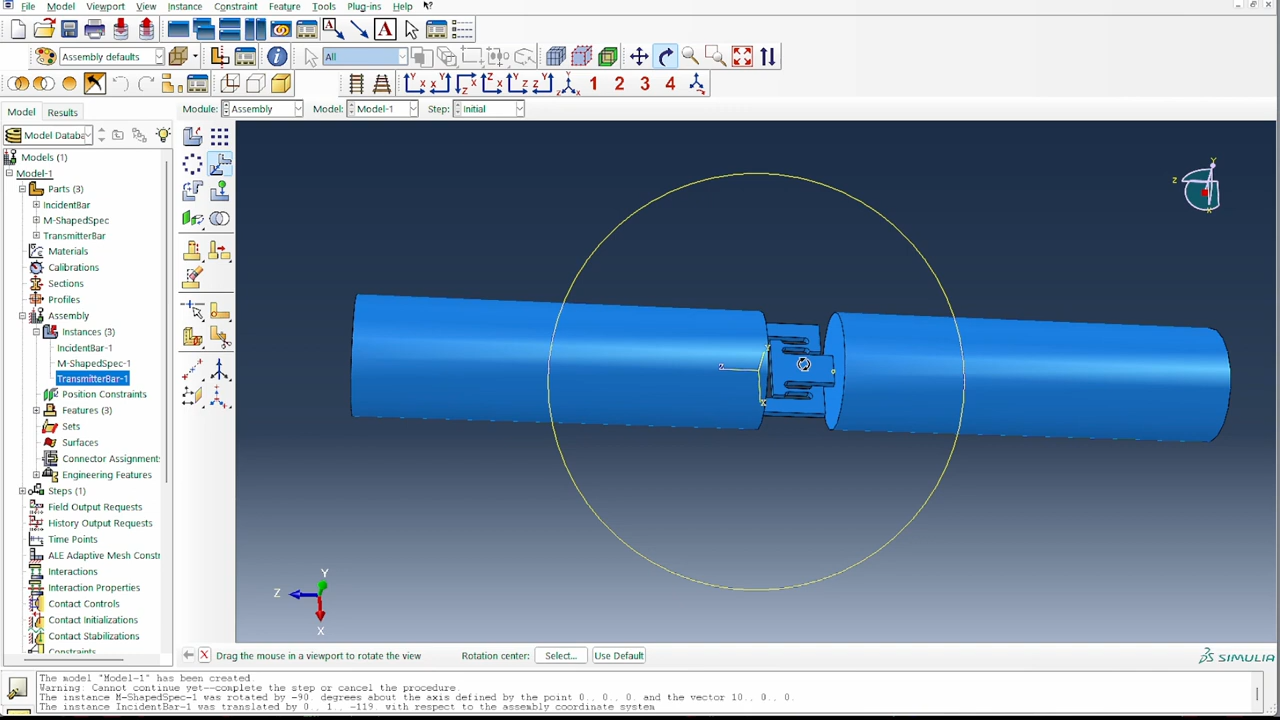 File Model Viewport View Instance Constraint Feature Tools Plug-ins Help
Assembly defaults All
1 2 3 4
Model Results Module: Assembly Model: Model-1 Step: Initial
Model Databa
Models (1)
Model-1
Parts (3)
IncidentBar
M-ShapedSpec
TransmitterBar
Materials
Calibrations
Sections
Profiles
Assembly
Instances (3)
IncidentBar-1
M-ShapedSpec-1
TransmitterBar-1
Position Constraints
Features (3)
Sets
Surfaces
Connector Assignments
Engineering Features
Steps (1)
Field Output Requests
History Output Requests
Time Points
ALE Adaptive Mesh Constr
Interactions
Interaction Properties
Contact Controls
Contact Initializations
Contact Stabilizations
Constraints
Y
Z
X
Drag the mouse in a viewport to rotate the view Rotation center: Select... Use Default
SIMULIA
The model "Model-1" has been created.
Warning: Cannot continue yet--complete the step or cancel the procedure.
The instance M-ShapedSpec-1 was rotated by -90. degrees about the axis defined by the point 0., 0., 0. and the vector 10., 0., 0.
The instance IncidentBar-1 was translated by 0., 1., -119. with respect to the assembly coordinate system